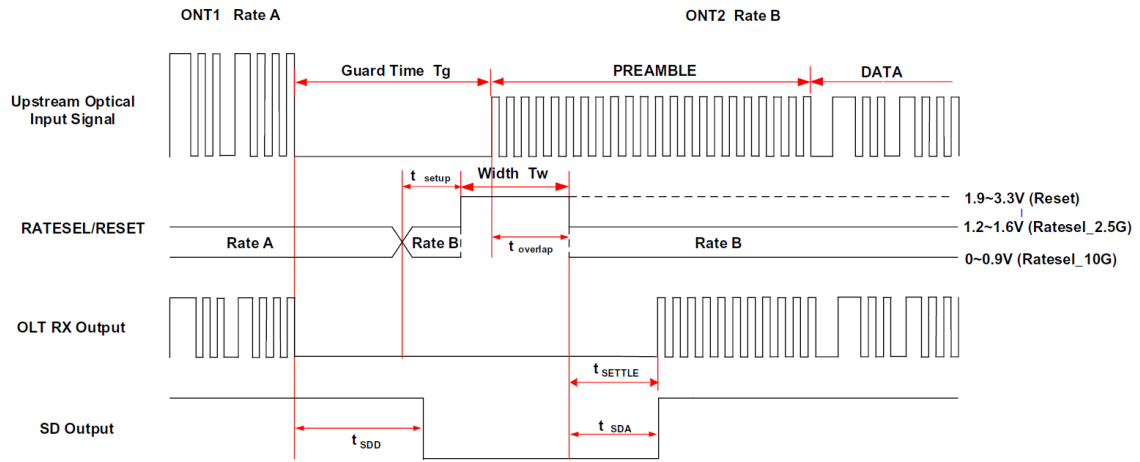 ONT1 Rate A
ONT2 Rate B
Guard Time Tg
PREAMBLE
DATA
Upstream Optical
Input Signal
t setup
Width Tw
1.9~3.3V (Reset)
RATESEL/RESET
1.2~1.6V (Ratesel_2.5G)
Rate A
Rate B
t overlap
Rate B
0~0.9V (Ratesel_10G)
OLT RX Output
t SETTLE
SD Output
t SDD
t SDA